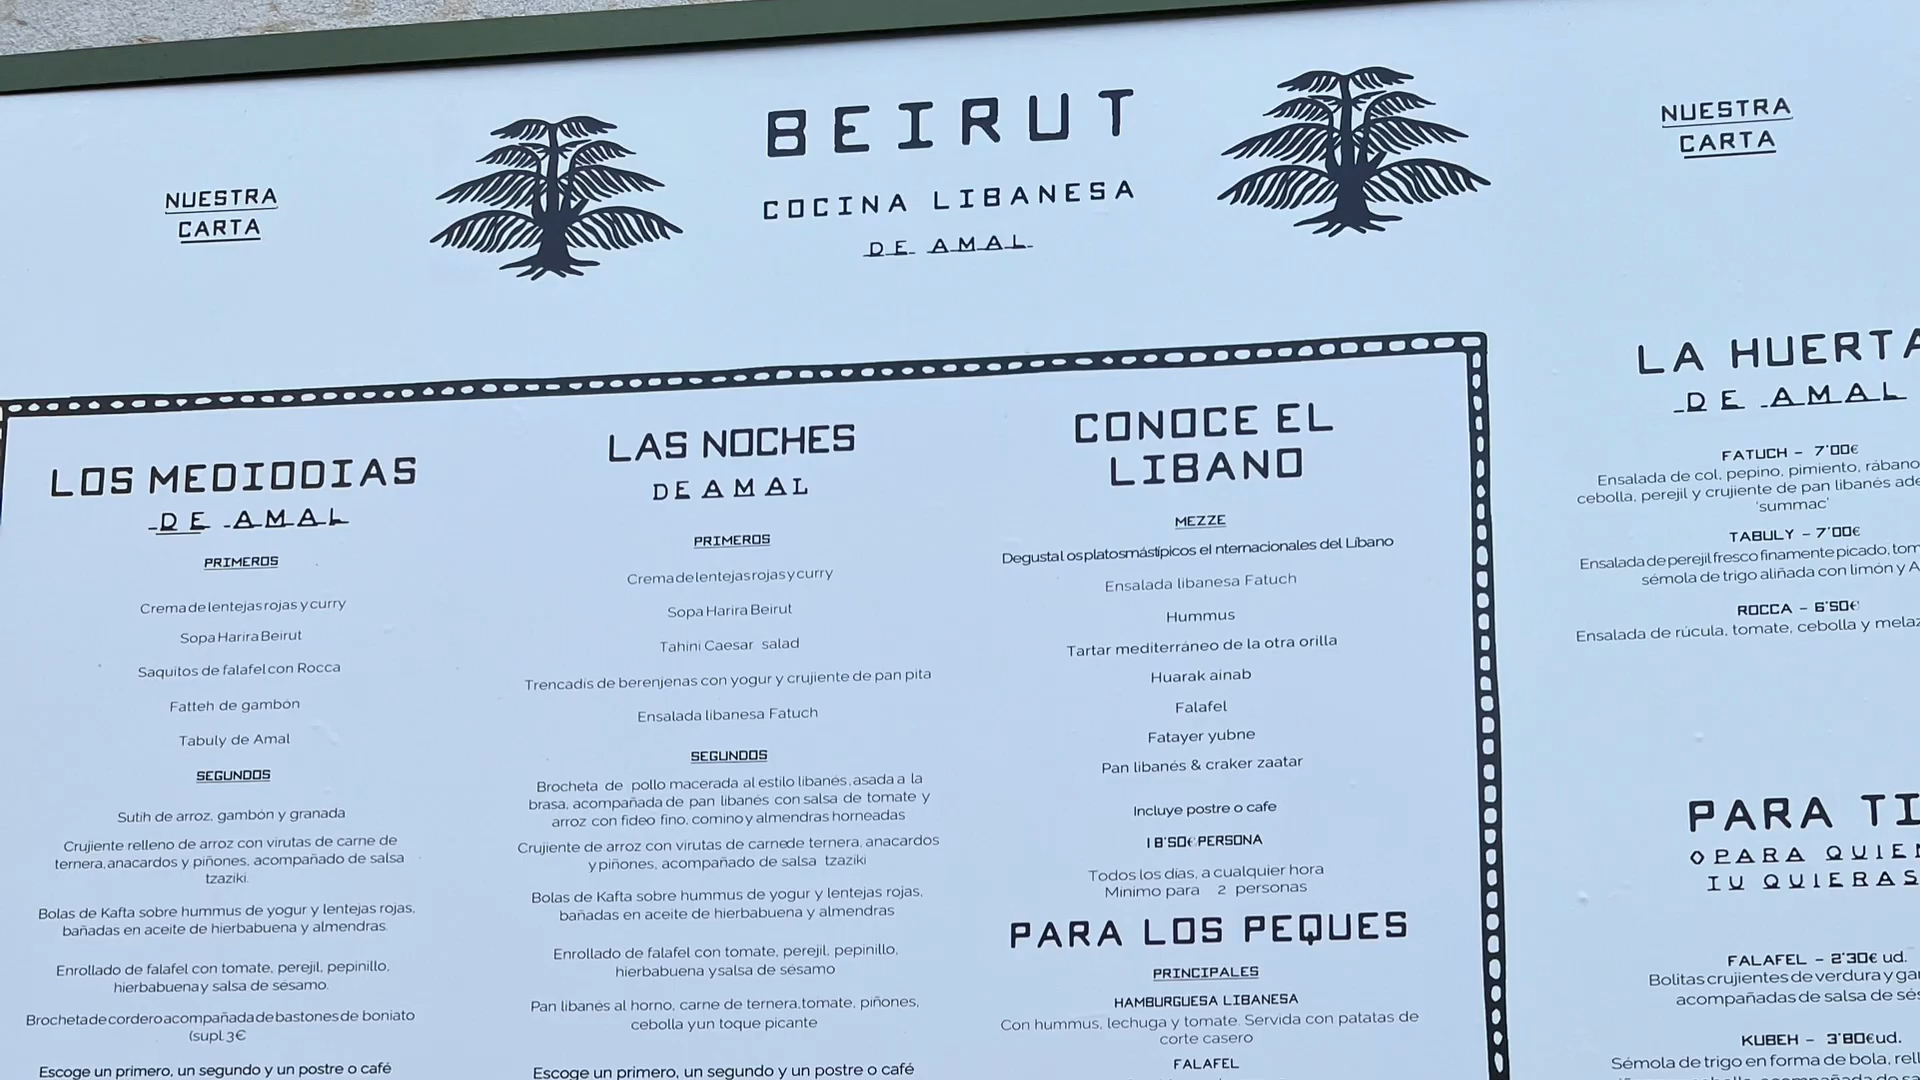 NUESTRA
CARTA
BEIRUT
COCINA LIBANESA
DE AMAL
NUESTRA
CARTA
LOS MEDIODIAS
DE AMAL
PRIMEROS
Crema de lentejas rojas y curry
Sopa Harira Beirut
Saquitos de falafel con Rocca
Fatteh de gambón
Tabuly de Amal
SEGUNDOS
Sutih de arroz, gambón y granada
Crujiente relleno de arroz con virutas de carne de
ternera, anacardos y piñones, acompañado de salsa
tzaziki.
Bolas de Kafta sobre hummus de yogur y lentejas rojas,
bañadas en aceite de hierbabuena y almendras.
Enrollado de falafel con tomate, perejil, pepinillo,
hierbabuena y salsa de sésamo.
Brocheta de cordero acompañada de bastones de boniato
(supl 3€
Escoge un primero, un segundo y un postre o café
LAS NOCHES
DE AMAL
PRIMEROS
Crema de lentejas rojas y curry
Sopa Harira Beirut
Tahini Caesar salad
Trencadis de berenjenas con yogur y crujiente de pan pita
Ensalada libanesa Fatuch
SEGUNDOS
Brocheta de pollo macerada al estilo libanés, asada a la
brasa, acompañada de pan libanés con salsa de tomate y
arroz con fideo fino, comino y almendras horneadas
Crujiente de arroz con virutas de carnede ternera, anacardos
y piñones, acompañado de salsa tzaziki
Bolas de Kafta sobre hummus de yogur y lentejas rojas,
bañadas en aceite de hierbabuena y almendras
Enrollado de falafel con tomate, perejil, pepinillo,
hierbabuena y salsa de sésamo
Pan libanés al horno, carne de ternera, tomate, piñones,
cebolla y un toque picante
Escoge un primero, un segundo y un postre o café
CONOCE EL
LIBANO
MEZZE
Degusta l os platos más típicos e I nternacionales del Líbano
Ensalada libanesa Fatuch
Hummus
Tartar mediterráneo de la otra orilla
Huarak ainab
Falafel
Fatayer yubne
Pan libanés & craker zaatar
Incluye postre o cafe
18'50€ PERSONA
Todos los días, a cualquier hora
Minimo para 2 personas
PARA LOS PEQUES
PRINCIPALES
HAMBURGUESA LIBANESA
Con hummus, lechuga y tomate. Servida con patatas de
corte casero
FALAFEL
LA HUERTA
DE AMAL
FATUCH - 7'00€
Ensalada de col, pepino, pimiento, rábano
cebolla, perejil y crujiente de pan libanés
'summac'
TABULY - 7'00€
Ensalada de perejil fresco finamente picado,
sémola de trigo aliñada con limón y
ROCCA - 6'50€
Ensalada de rúcula, tomate, cebolla y
PARA TI
O PARA QUIEN
TU QUIERAS
FALAFEL - 2'30€ ud.
Bolitas crujientes de verdura y
acompañadas de salsa de
KUBEH - 3'80€ ud.
Sémola de trigo en forma de bola,